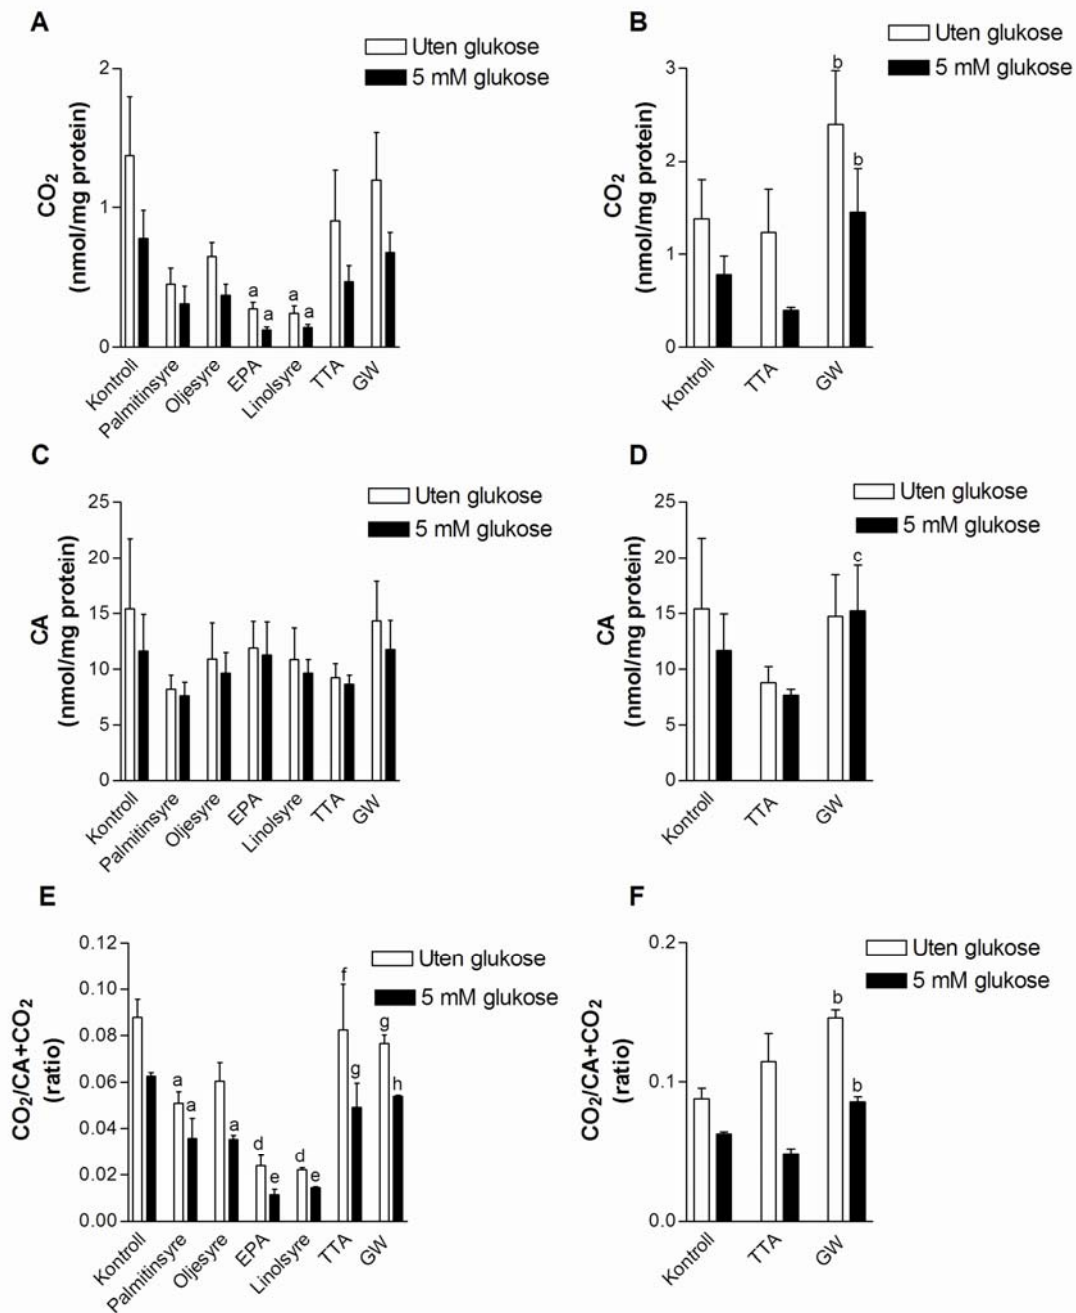 A
Uten glukose
5 mM glukose
2
1
0
CO2
(nmol/mg protein)
a
a
a
a
Kontroll
Palmitinsyre
Oljesyre
EPA
Linolsyre
TTA
GW
B
Uten glukose
5 mM glukose
3
2
1
0
CO2
(nmol/mg protein)
b
b
Kontroll
TTA
GW
C
Uten glukose
5 mM glukose
25
20
15
10
5
0
CA
(nmol/mg protein)
Kontroll
Palmitinsyre
Oljesyre
EPA
Linolsyre
TTA
GW
D
Uten glukose
5 mM glukose
25
20
15
10
5
0
CA
(nmol/mg protein)
c
Kontroll
TTA
GW
E
Uten glukose
5 mM glukose
0.12
0.10
0.08
0.06
0.04
0.02
0.00
CO2/CA+CO2
(ratio)
a
a
a
d
e
d
e
f
g
g
h
Kontroll
Palmitinsyre
Oljesyre
EPA
Linolsyre
TTA
GW
F
Uten glukose
5 mM glukose
0.2
0.1
0.0
CO2/CA+CO2
(ratio)
b
b
Kontroll
TTA
GW